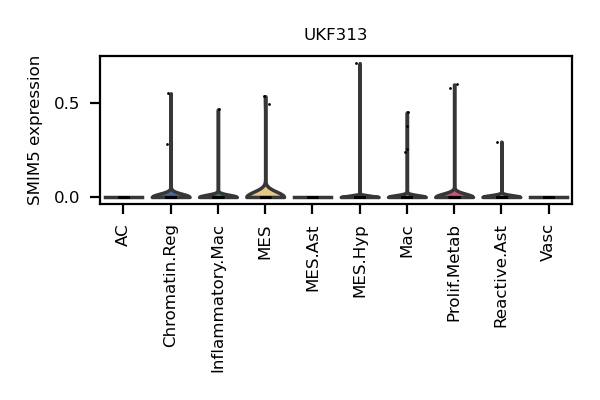 UKF313
SMIM5 expression
0.5
0.0
AC
Chromatin.Reg
Inflammatory.Mac
MES
MES.Ast
MES.Hyp
Mac
Prolif.Metab
Reactive.Ast
Vasc